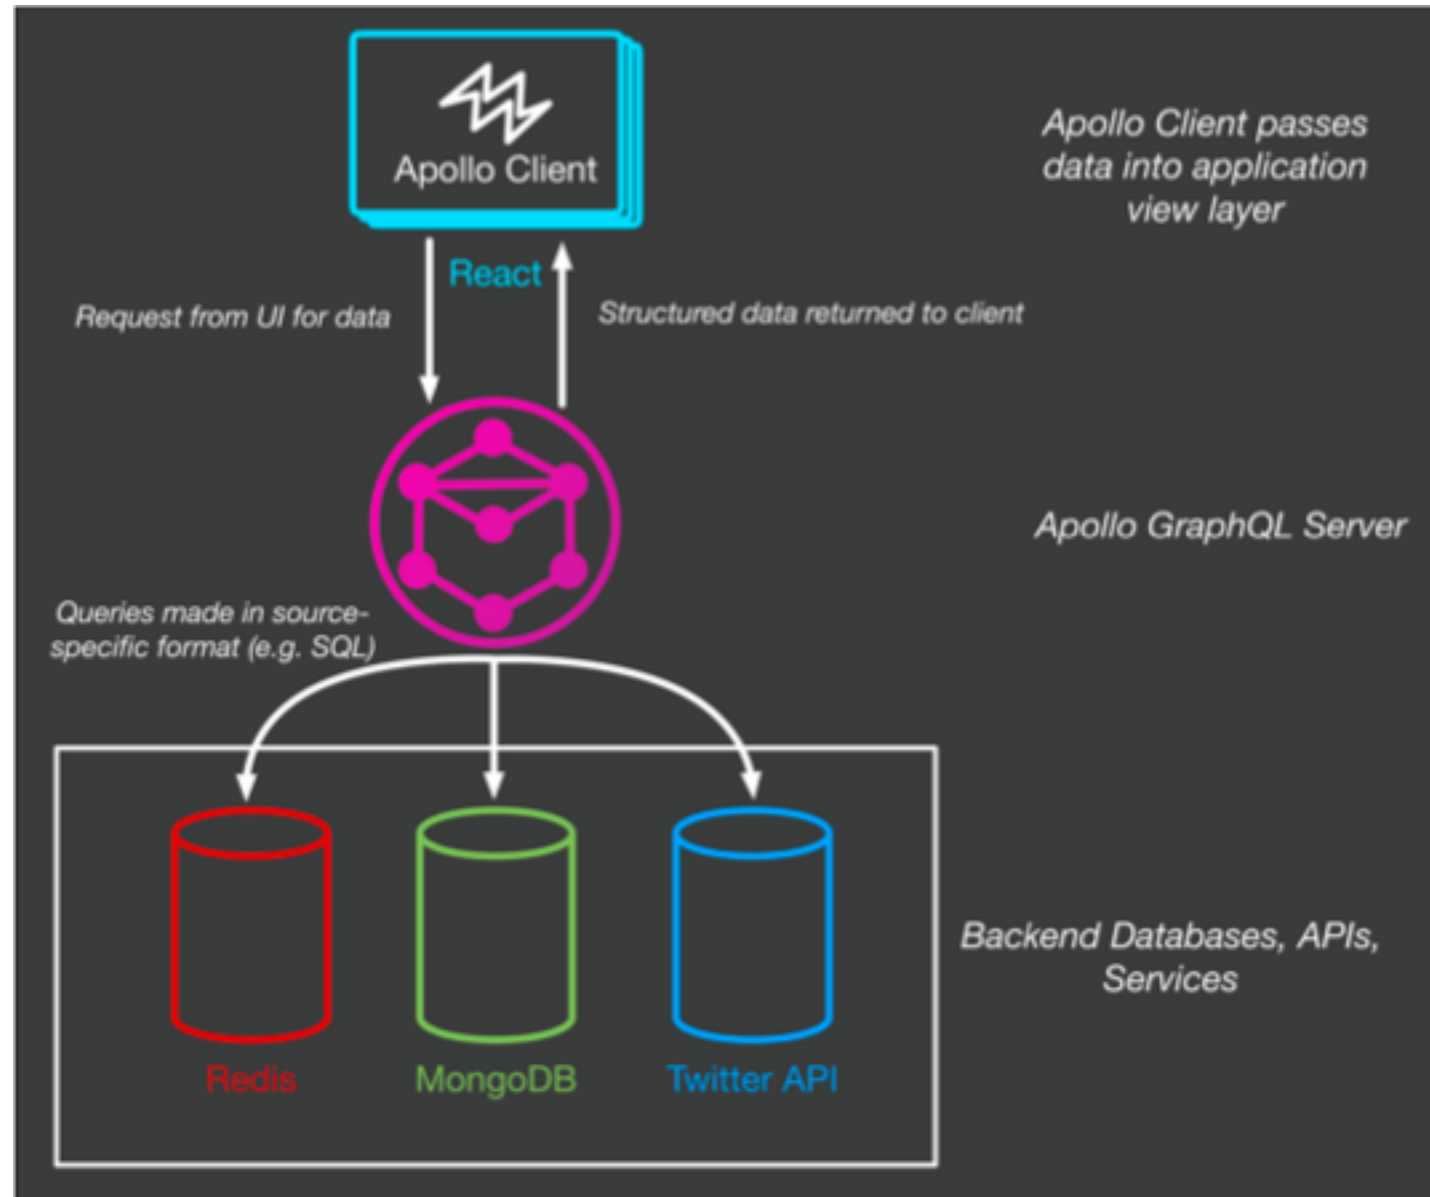 Apollo Client
Apollo Client passes
data into application
view layer
React
Request from UI for data
Structured data returned to client
Apollo GraphQL Server
Queries made in source-
specific format (e.g. SQL)
Redis
MongoDB
Twitter API
Backend Databases, APIs,
Services